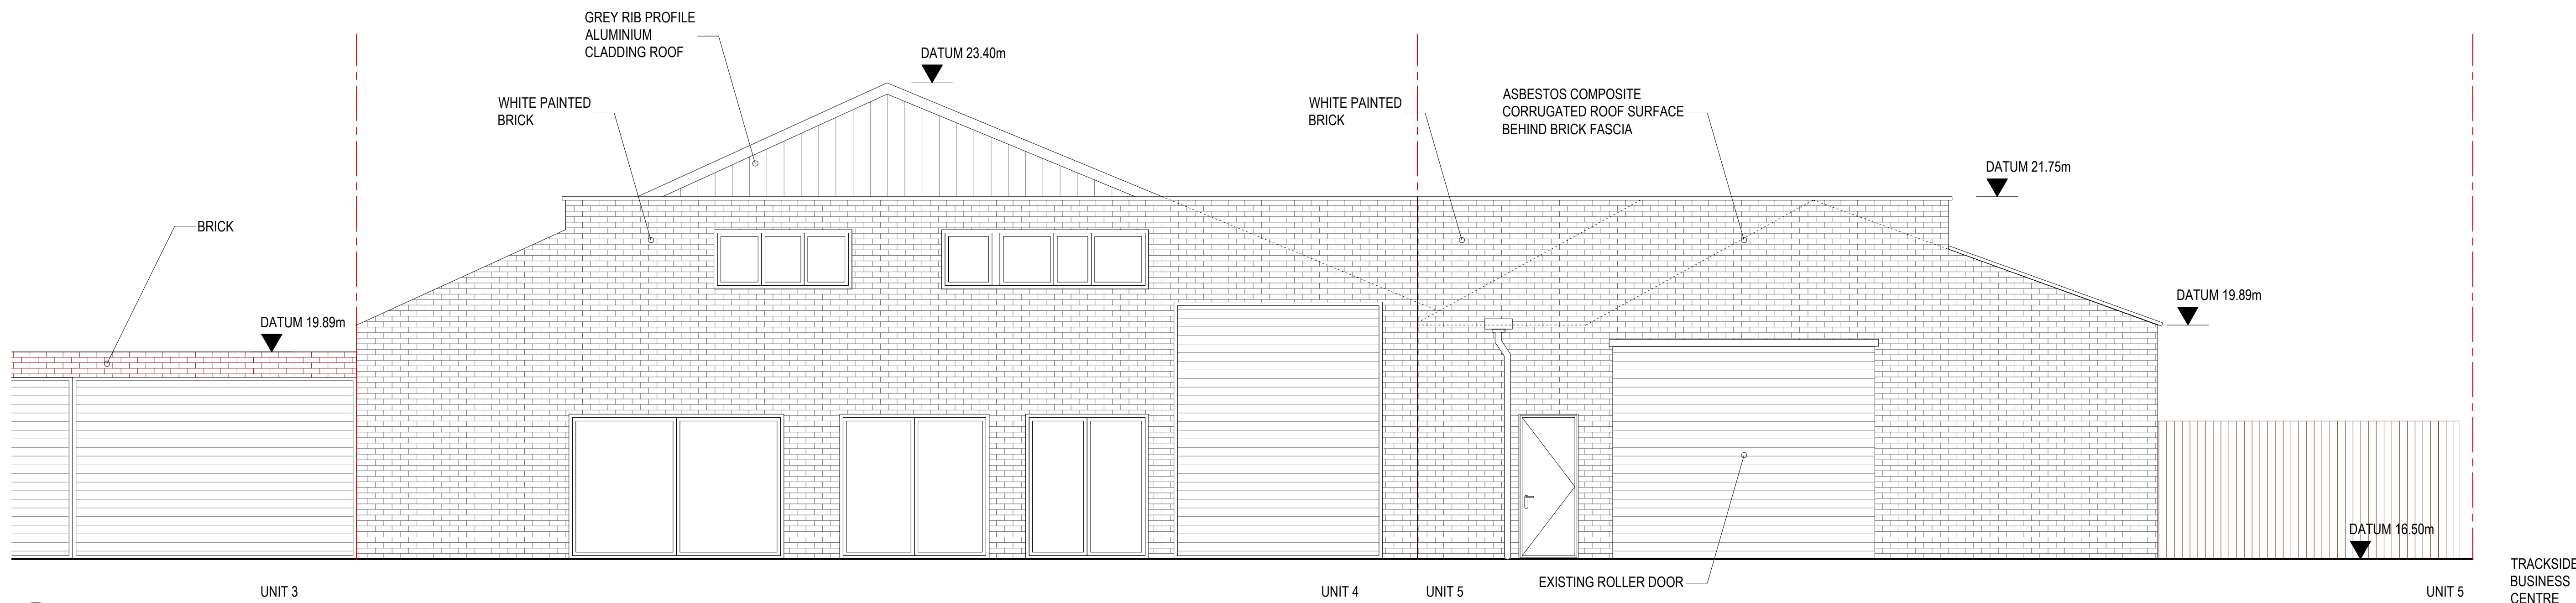 GREY RIB PROFILE
ALUMINIUM
CLADDING ROOF
DATUM 23.40m
WHITE PAINTED
BRICK
WHITE PAINTED
BRICK
ASBESTOS COMPOSITE
CORRUGATED ROOF SURFACE
BEHIND BRICK FASCIA
DATUM 21.75m
BRICK
DATUM 19.89m
DATUM 19.89m
DATUM 16.50m
EXISTING ROLLER DOOR
UNIT 3
UNIT 4
UNIT 5
UNIT 5
TRACKSIDE
BUSINESS
CENTRE